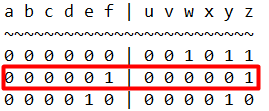 a b c d e f | u v w x y z
~~~~~~~~~~~~~~~~~~~~~~~~~
0 0 0 0 0 0 | 0 0 1 0 1 1
0 0 0 0 0 1 | 0 0 0 0 0 1
0 0 0 0 1 0 | 0 0 0 0 1 0